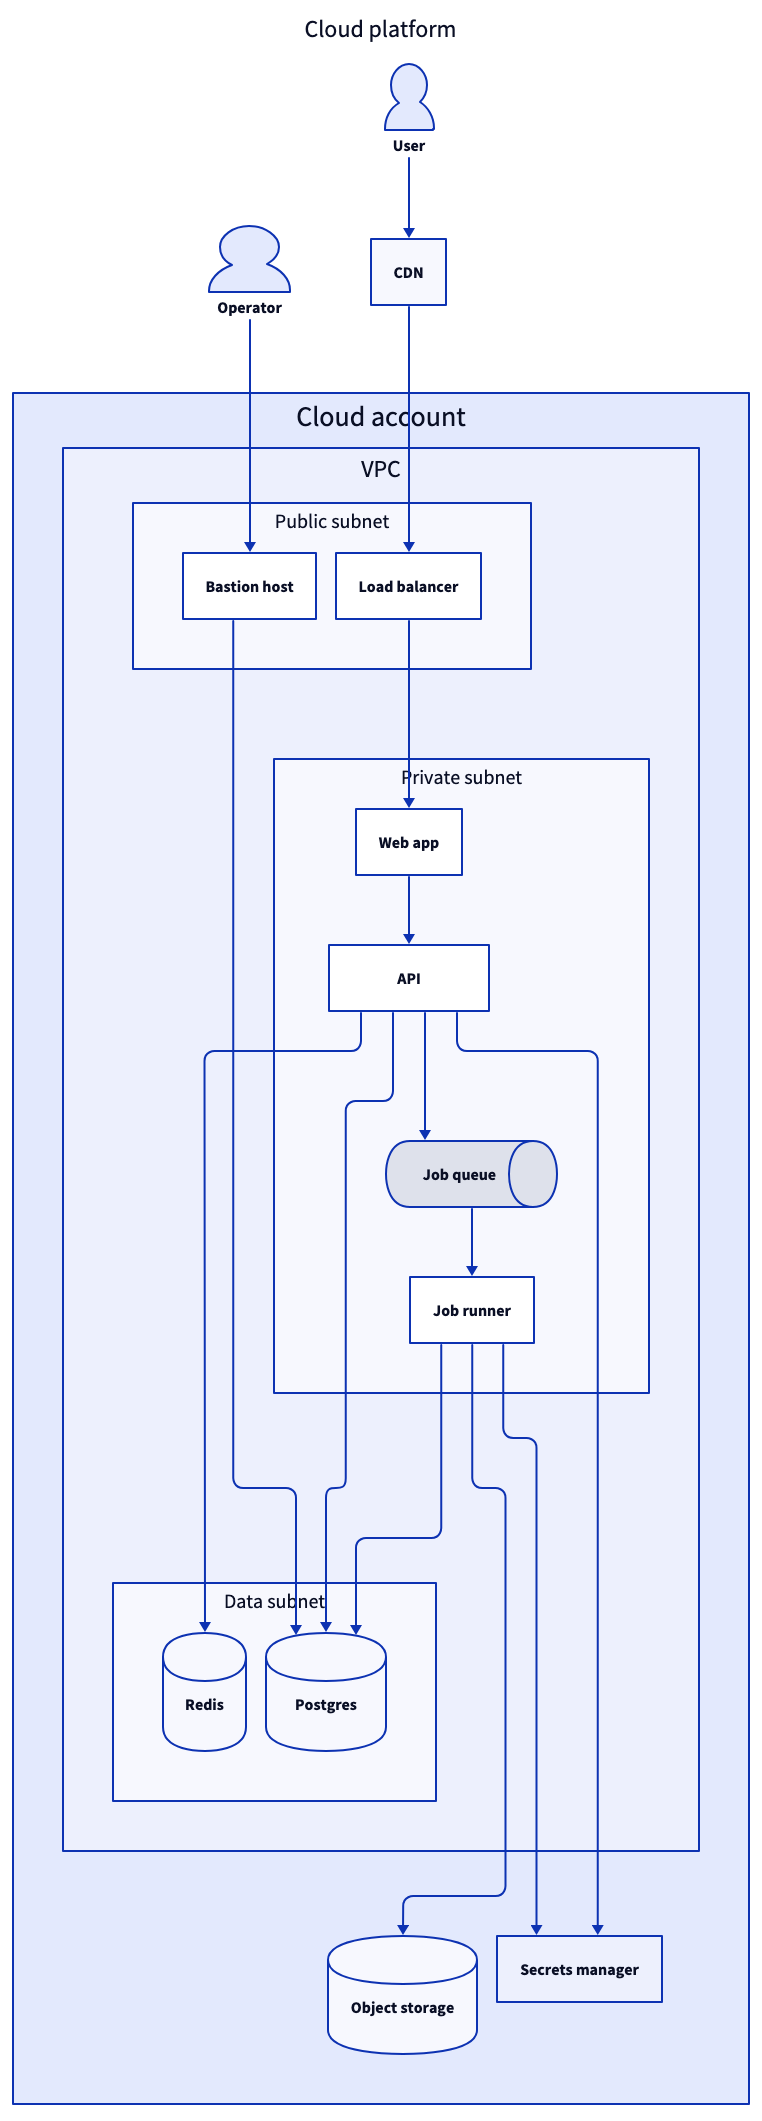 Cloud platform
User
Operator
CDN
Cloud account
VPC
Public subnet
Bastion host
Load balancer
Private subnet
Web app
API
Job queue
Job runner
Data subnet
Redis
Postgres
Secrets manager
Object storage